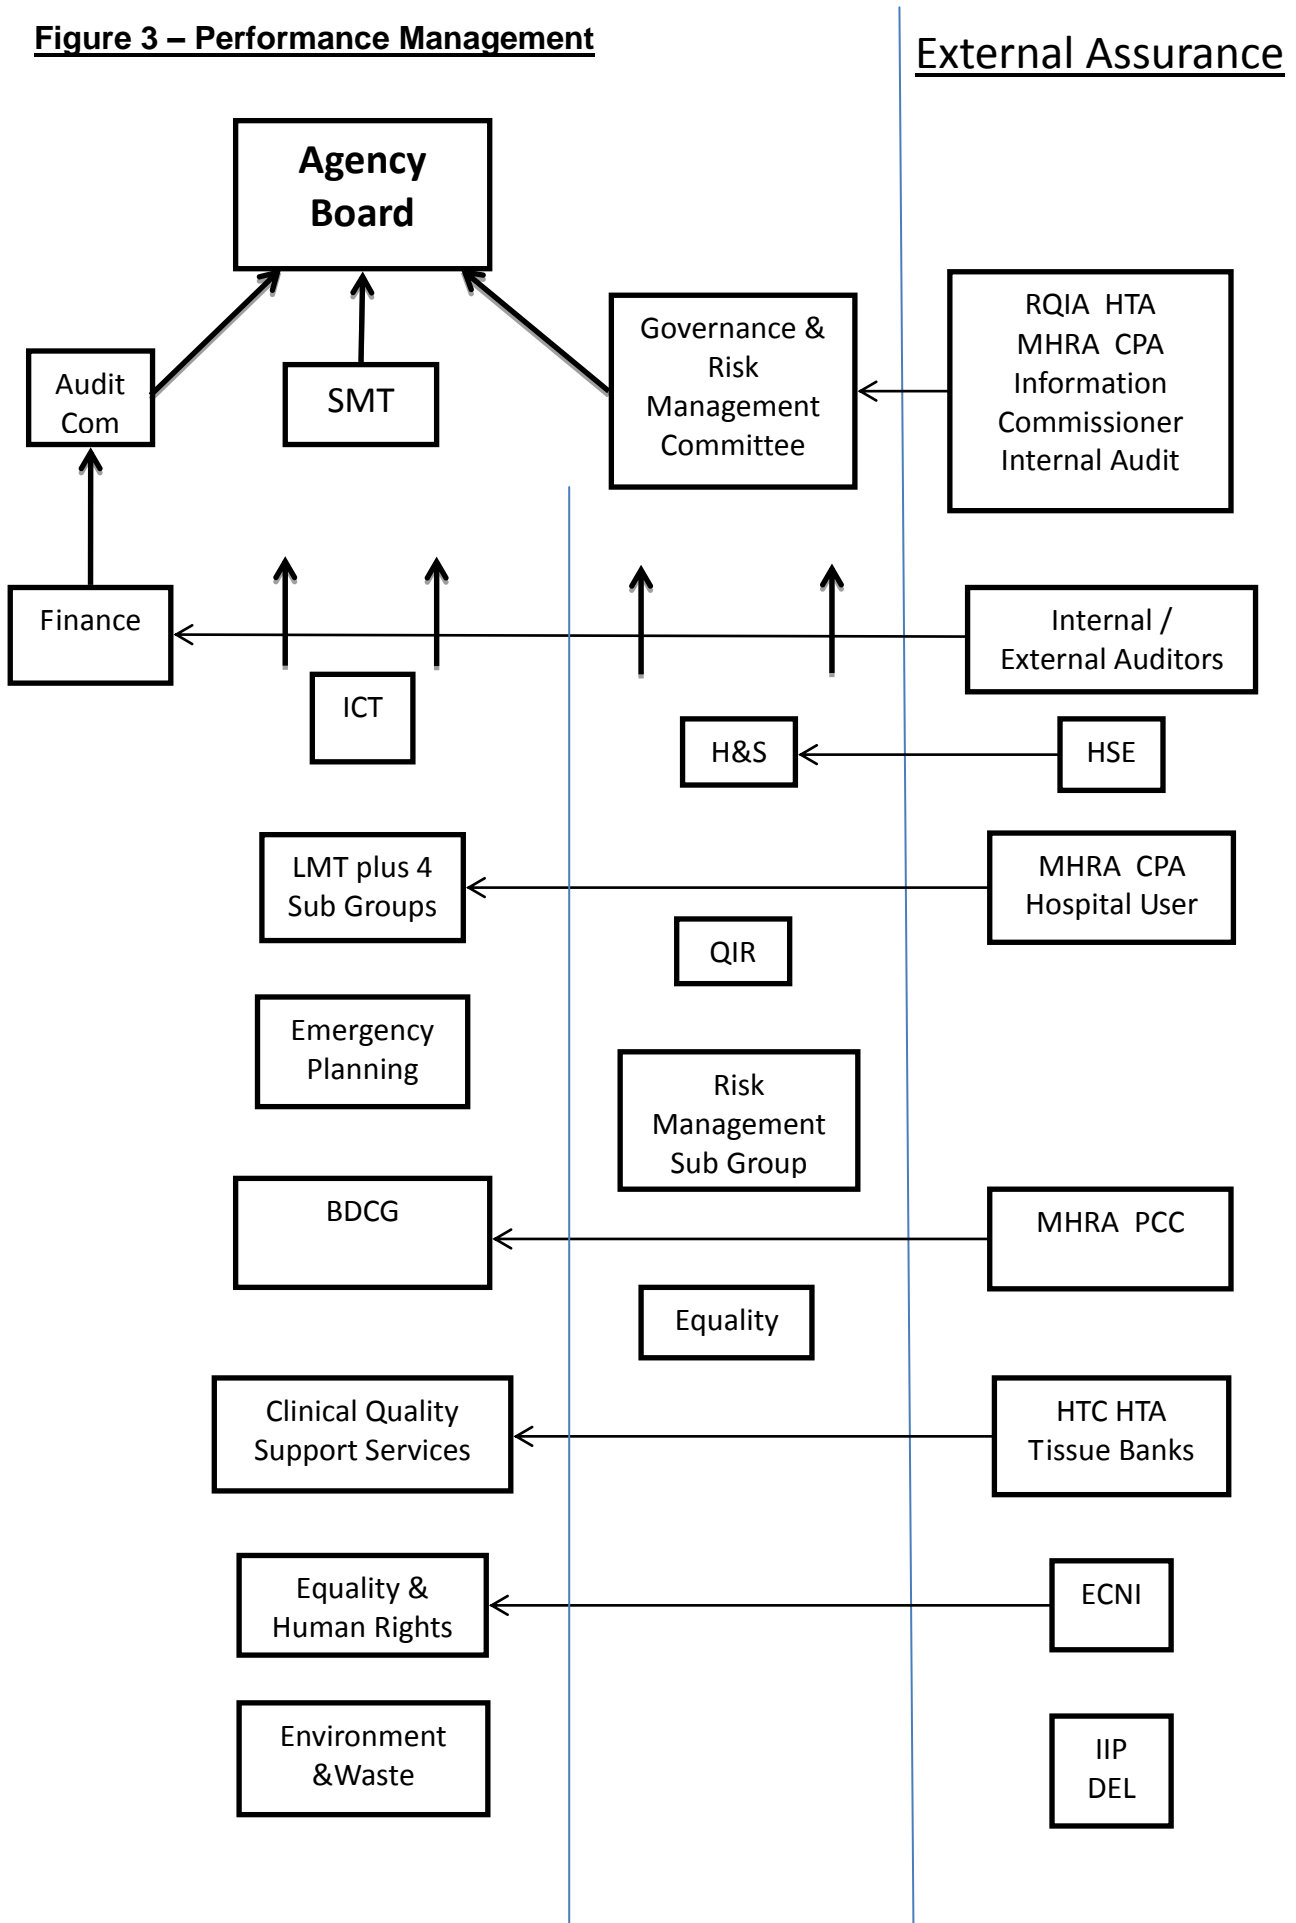 Figure 3 – Performance Management
External Assurance
Agency
Board
Audit
Com
SMT
Governance &
Risk
Management
Committee
RQIA  HTA
MHRA  CPA
Information
Commissioner
Internal Audit
Finance
Internal /
External Auditors
ICT
H&S
HSE
LMT plus 4
Sub Groups
MHRA  CPA
Hospital User
QIR
Emergency
Planning
Risk
Management
Sub Group
BDCG
MHRA  PCC
Equality
Clinical Quality
Support Services
HTC HTA
Tissue Banks
Equality &
Human Rights
ECNI
Environment
&Waste
IIP
DEL